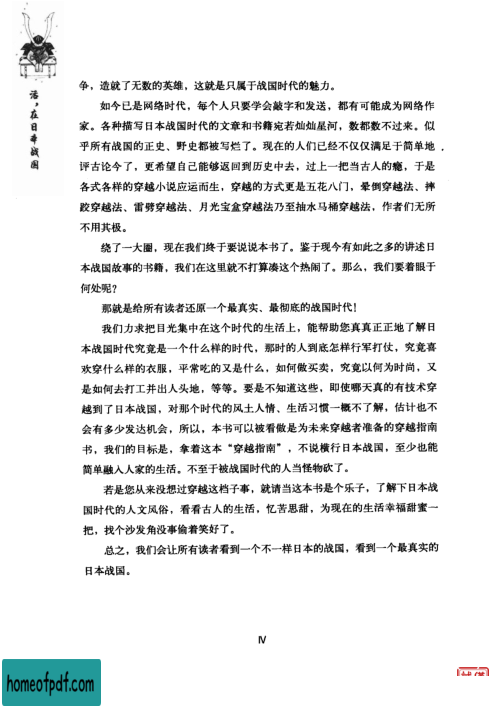 活，在日本战国
争，造就了无数的英雄，这就是只属于战国时代的魅力。
如今已是网络时代，每个人只要学会敲字和发送，都有可能成为网络作
家。各种描写日本战国时代的文章和书籍宛若灿灿星河，数都数不过来。似
乎所有战国的正史、野史都被写烂了。现在的人们已经不仅仅满足于简单地
评古论今了，更希望自己能够返回到历史中去，过上一把当古人的瘾，于是
各式各样的穿越小说应运而生，穿越的方式更是五花八门，晕倒穿越法、摔
跤穿越法、雷劈穿越法、月光宝盒穿越法乃至抽水马桶穿越法，作者们无所
不用其极。
绕了一大圈，现在我们终于要说说本书了。鉴于现今有如此之多的讲述日
本战国故事的书籍，我们在这里就不打算凑这个热闹了。那么，我们要着眼于
何处呢？
那就是给所有读者还原一个最真实、最彻底的战国时代！
我们力求把目光集中在这个时代的生活上，能帮助您真真正正地了解日
本战国时代究竟是一个什么样的时代，那时的人到底怎样行军打仗，究竟喜
欢穿什么样的衣服，平常吃的又是什么，如何做买卖，究竟以何为时尚，又
是如何去打工并出人头地，等等。要是不知道这些，即使哪天真的有技术穿
越到了日本战国，对那个时代的风土人情、生活习惯一概不了解，估计也不
会有多少发达机会，所以，本书可以被看做是为未来穿越者准备的穿越指南
书，我们的目标是，拿着这本“穿越指南”，不说横行日本战国，至少也能
简单融入人家的生活。不至于被战国时代的人当怪物砍了。
若是您从来没想过穿越这档子事，就请当这本书是个乐子，了解下日本战
国时代的人文风俗，看看古人的生活，忆苦思甜，为现在的生活幸福甜蜜一
把，找个沙发角没事偷着笑好了。
总之，我们会让所有读者看到一个不一样日本的战国，看到一个最真实的
日本战国。
IV
homeofpdf.com